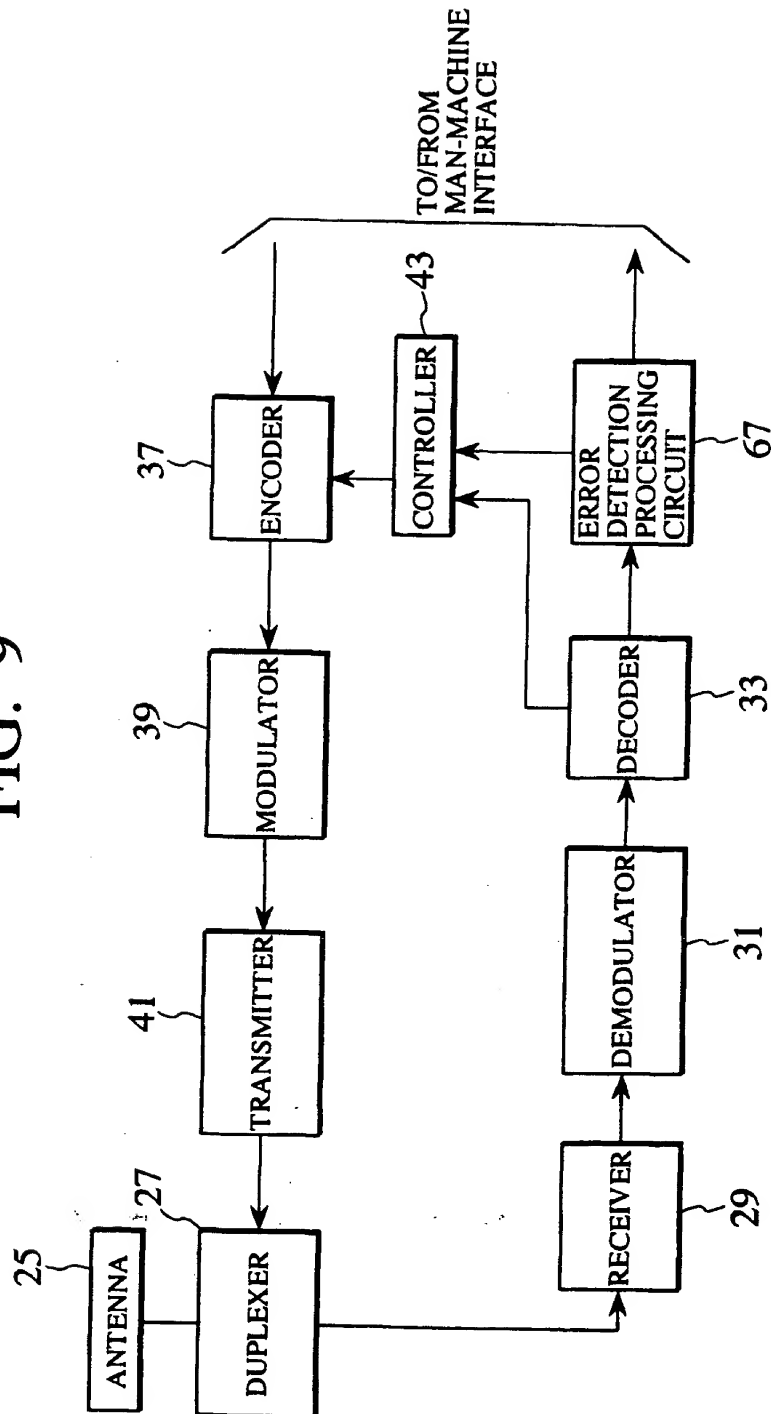 FIG. 9
25
ANTENNA
27
DUPLEXER
41
TRANSMITTER
39
MODULATOR
37
ENCODER
43
CONTROLLER
TO/FROM
MAN-MACHINE
INTERFACE
RECEIVER
29
DEMODULATOR
31
DECODER
33
ERROR
DETECTION
PROCESSING
CIRCUIT
67